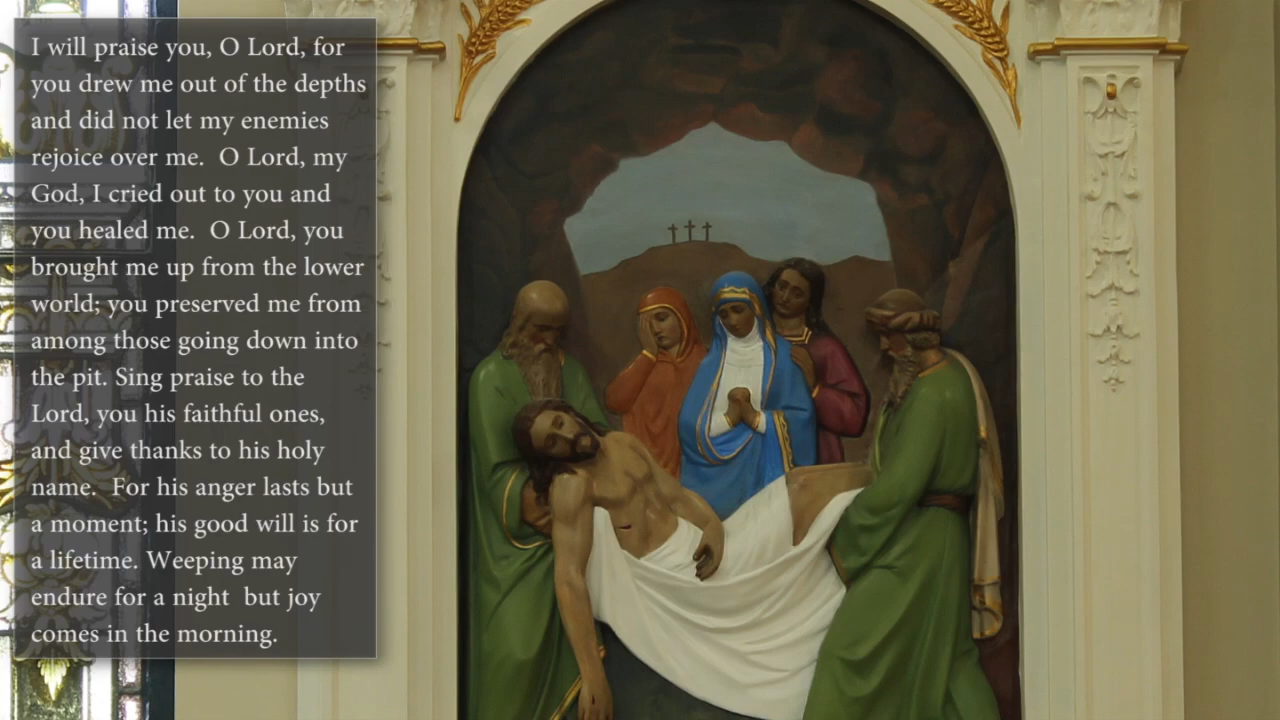 I will praise you, O Lord, for
you drew me out of the depths
and did not let my enemies
rejoice over me.  O Lord, my
God, I cried out to you and
you healed me.  O Lord, you
brought me up from the lower
world; you preserved me from
among those going down into
the pit. Sing praise to the
Lord, you his faithful ones,
and give thanks to his holy
name.  For his anger lasts but
a moment; his good will is for
a lifetime. Weeping may
endure for a night  but joy
comes in the morning.